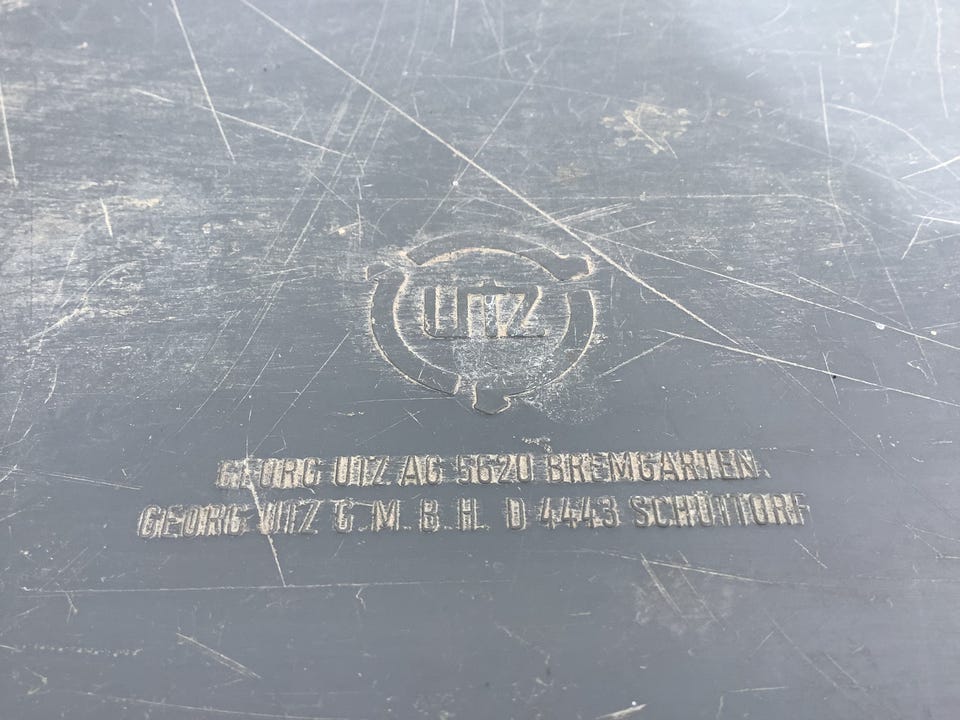 UTZ
GEORG UTZ AG 5620 BREMGARTEN
GEORG UTZ G.M.B.H. D 4443 SCHÜTTORF